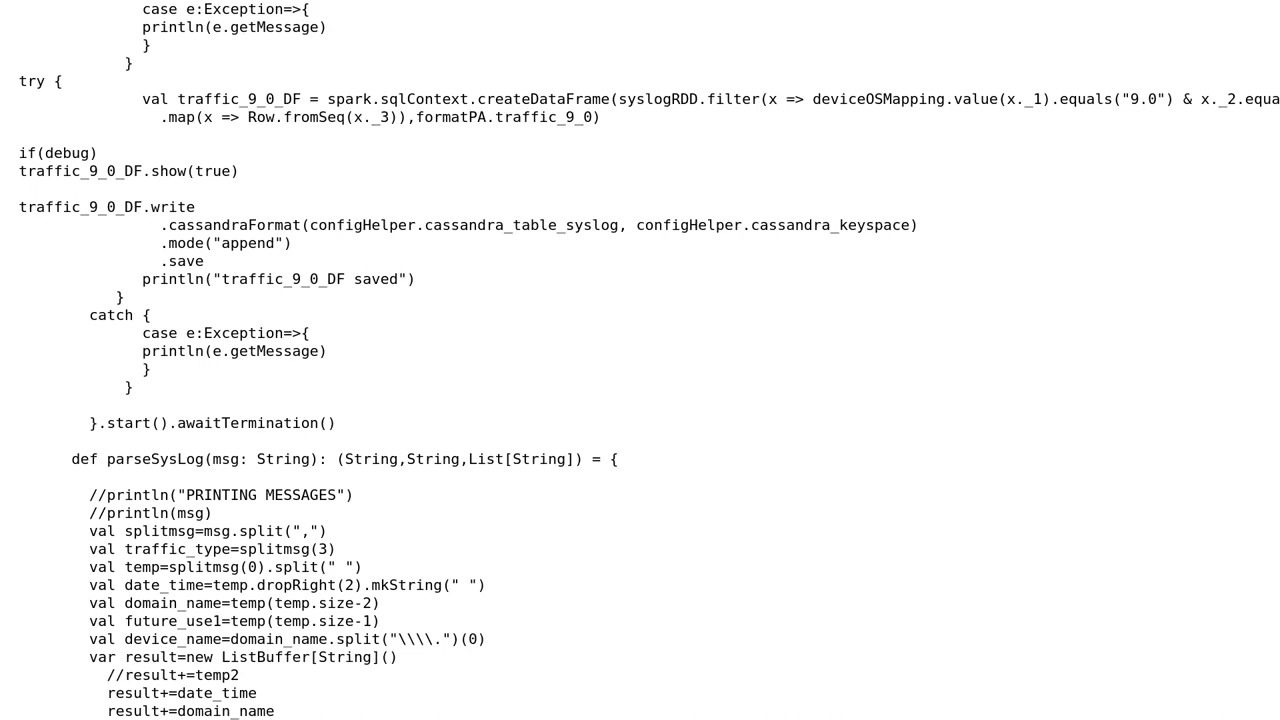 case e:Exception=>{
println(e.getMessage)
}
}
try {
val traffic_9_0_DF = spark.sqlContext.createDataFrame(syslogRDD.filter(x => deviceOSMapping.value(x._1).equals("9.0") & x._2.equa
.map(x => Row.fromSeq(x._3)),formatPA.traffic_9_0)
if(debug)
traffic_9_0_DF.show(true)
traffic_9_0_DF.write
.cassandraFormat(configHelper.cassandra_table_syslog, configHelper.cassandra_keyspace)
.mode("append")
.save
println("traffic_9_0_DF saved")
}
catch {
case e:Exception=>{
println(e.getMessage)
}
}
}.start().awaitTermination()
def parseSysLog(msg: String): (String,String,List[String]) = {
//println("PRINTING MESSAGES")
//println(msg)
val splitmsg=msg.split(",")
val traffic_type=splitmsg(3)
val temp=splitmsg(0).split(" ")
val date_time=temp.dropRight(2).mkString(" ")
val domain_name=temp(temp.size-2)
val future_use1=temp(temp.size-1)
val device_name=domain_name.split("\\\\.")(0)
var result=new ListBuffer[String]()
//result+=temp2
result+=date_time
result+=domain_name